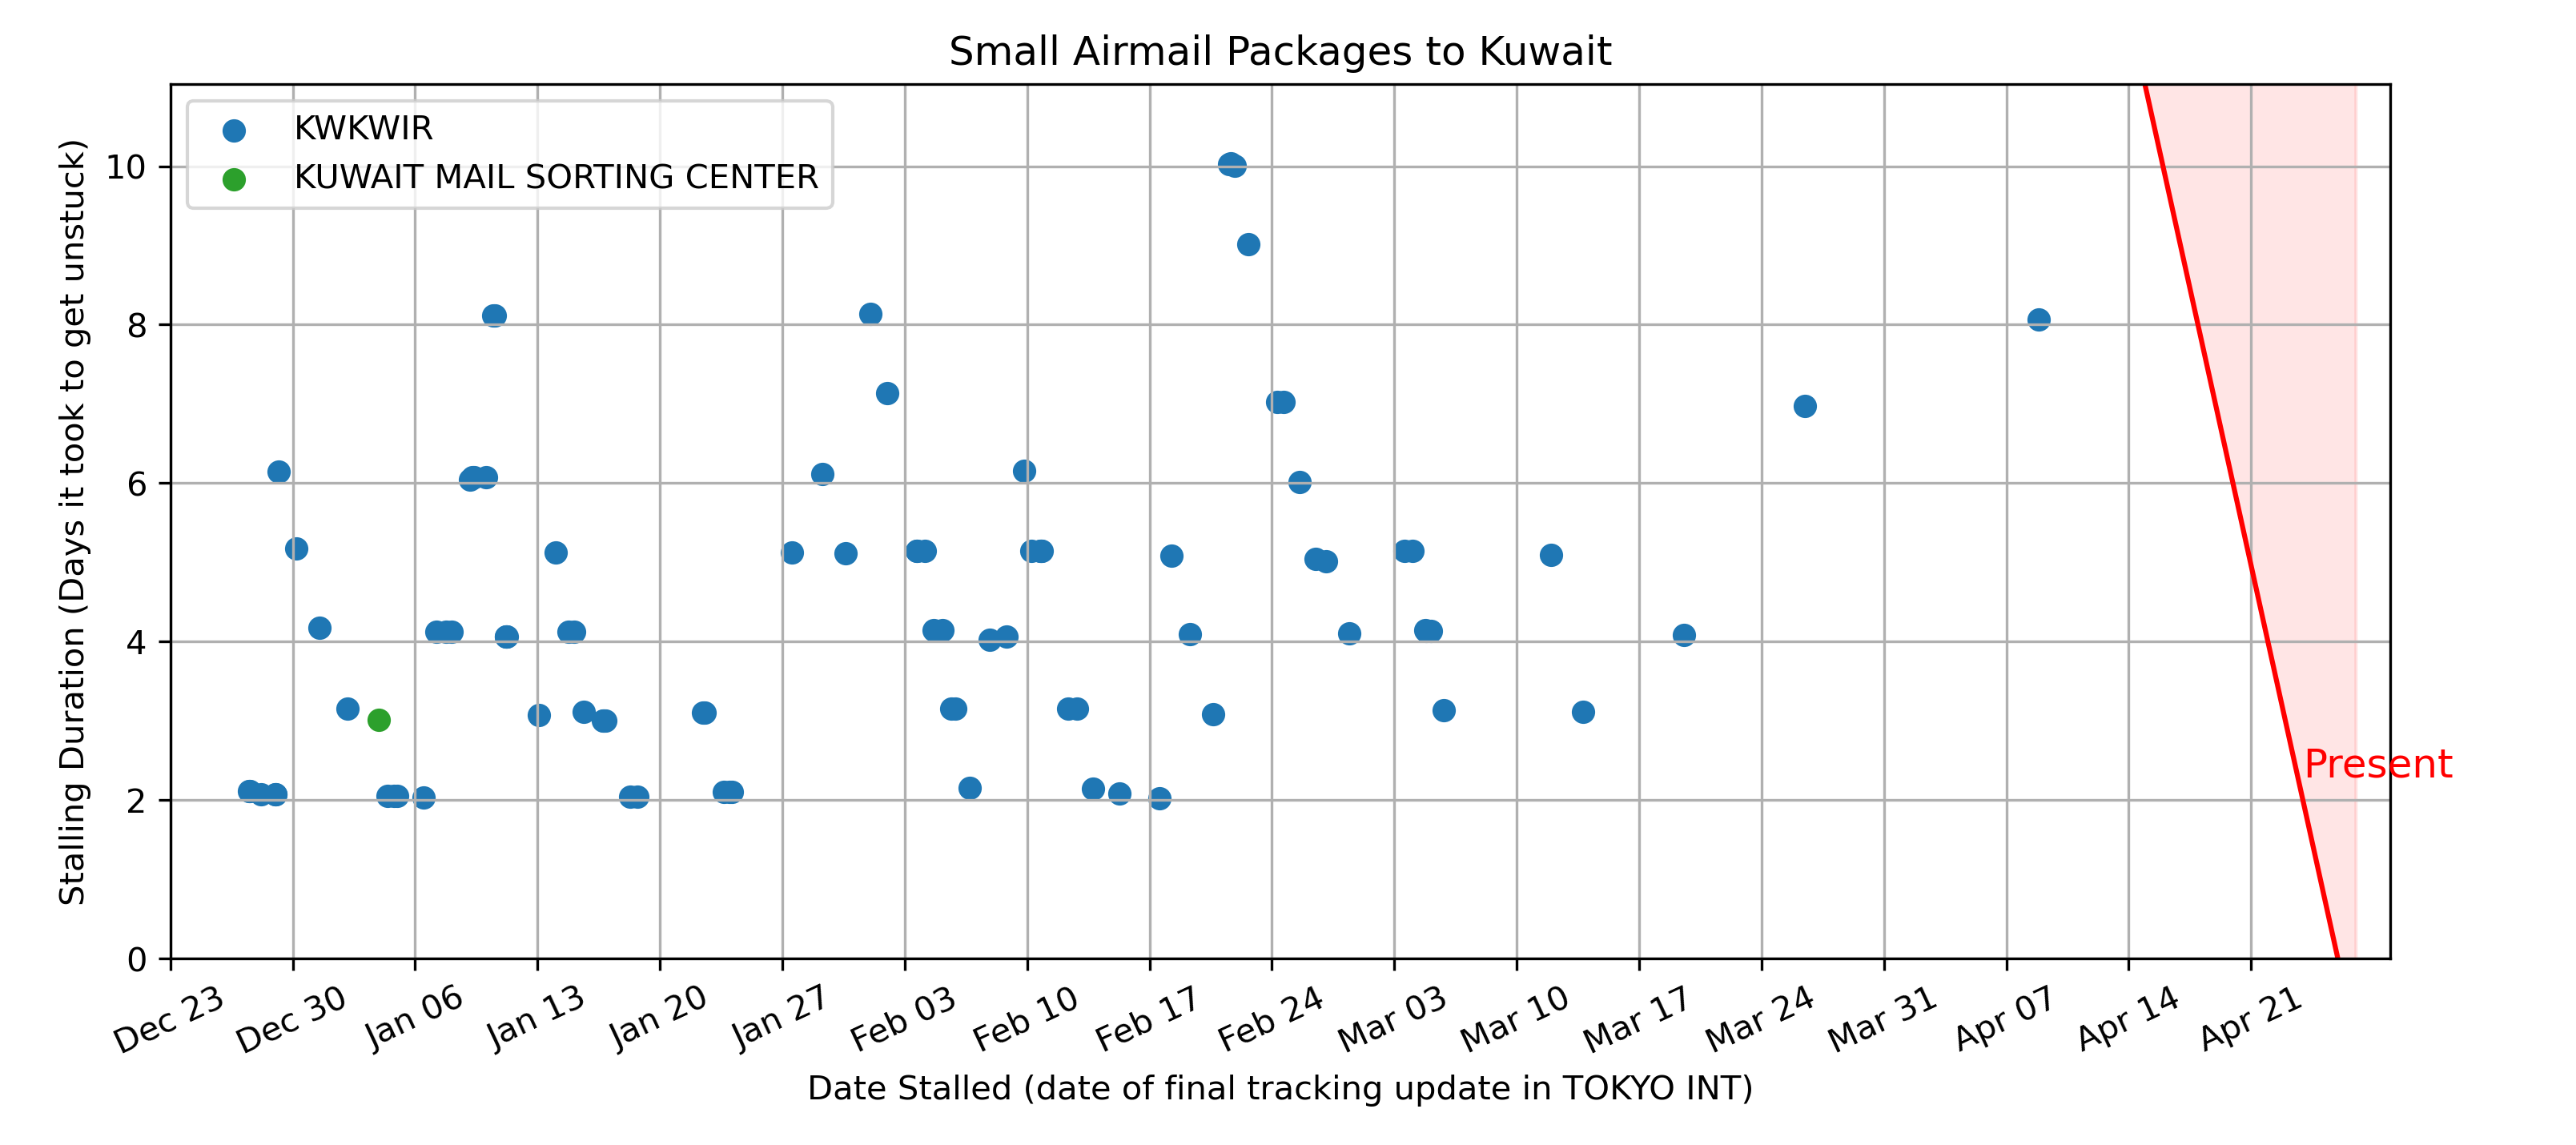 Small Airmail Packages to Kuwait
KWKWIR
KUWAIT MAIL SORTING CENTER
Stalling Duration (Days it took to get unstuck)
10
8
6
4
2
0
Present
Dec 23
Dec 30
Jan 06
Jan 13
Jan 20
Jan 27
Feb 03
Feb 10
Feb 17
Feb 24
Mar 03
Mar 10
Mar 17
Mar 24
Mar 31
Apr 07
Apr 14
Apr 21
Date Stalled (date of final tracking update in TOKYO INT)